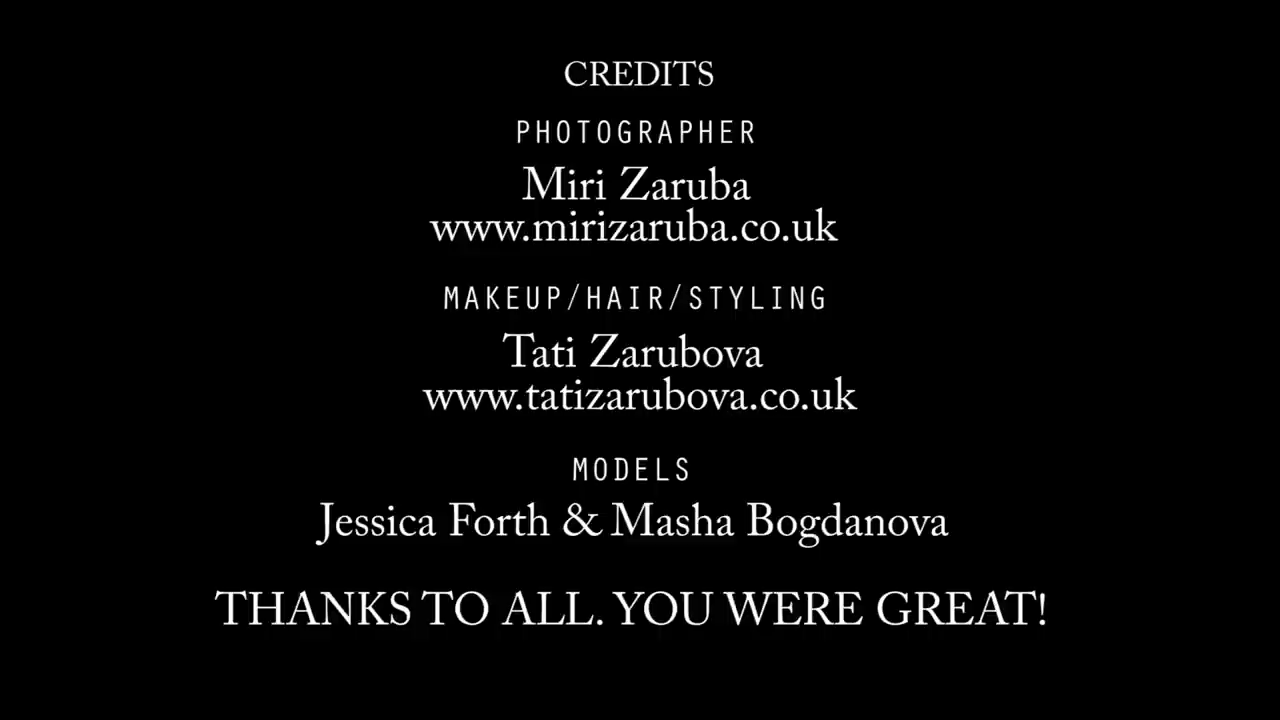 CREDITS
PHOTOGRAPHER
Miri Zaruba
www.mirizaruba.co.uk
MAKEUP/HAIR/STYLING
Tati Zarubova
www.tatizarubova.co.uk
MODELS
Jessica Forth & Masha Bogdanova
THANKS TO ALL. YOU WERE GREAT!